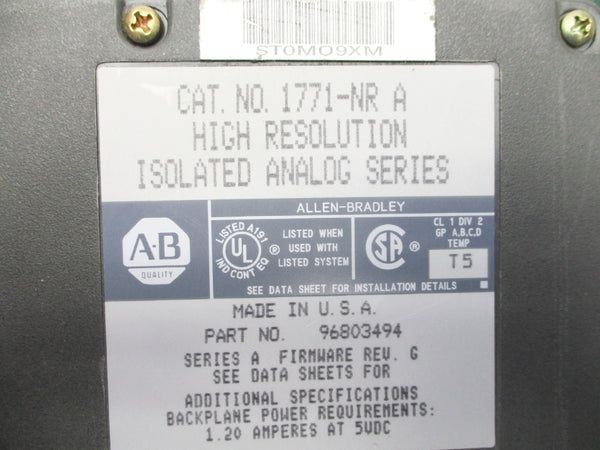 ST0M09XM
CAT. NO. 1771-NR A
HIGH RESOLUTION
ISOLATED ANALOG SERIES
ALLEN-BRADLEY
A-B
QUALITY
LISTED A191
UL ®
IND CONT EQ
LISTED WHEN
USED WITH
LISTED SYSTEM
SA ®
CL 1 DIV 2
GP A,B,C,D
TEMP
T5
SEE DATA SHEET FOR INSTALLATION DETAILS
MADE IN U.S.A.
PART NO. 96803494
SERIES A FIRMWARE REV. G
SEE DATA SHEETS FOR
ADDITIONAL SPECIFICATIONS
BACKPLANE POWER REQUIREMENTS:
1.20 AMPERES AT 5VDC